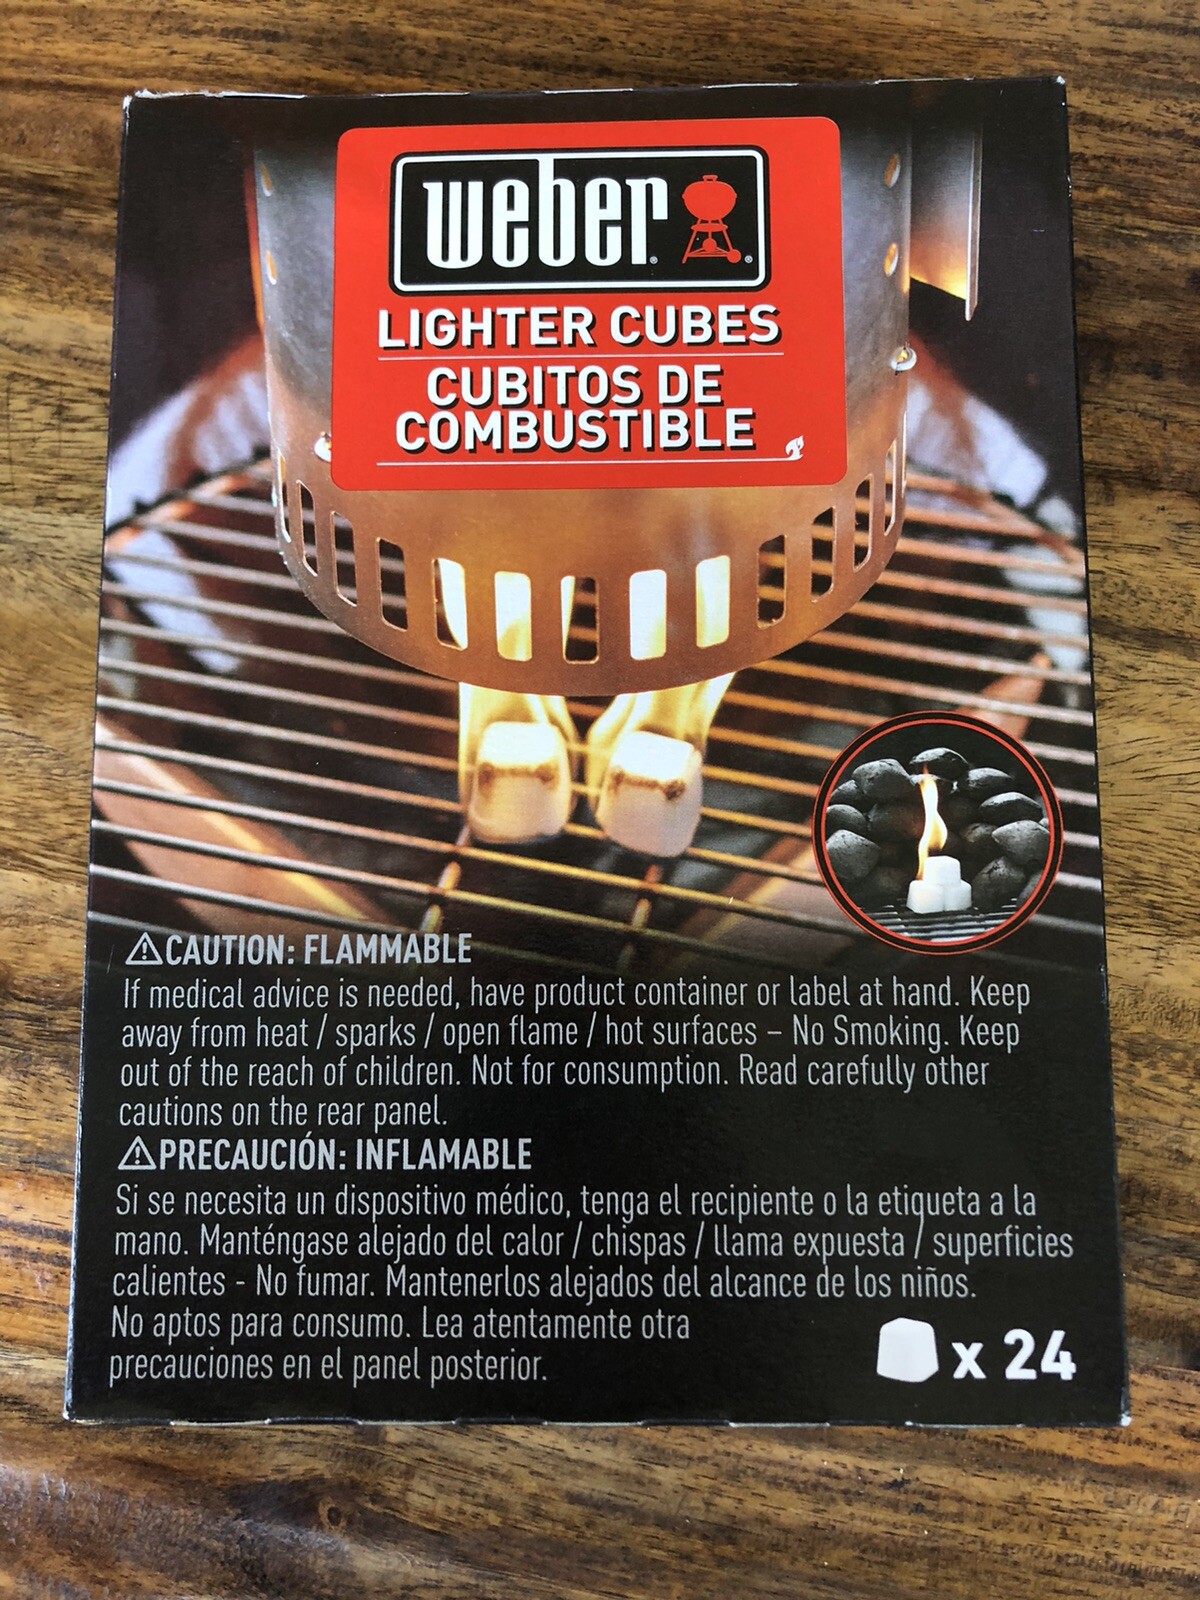 weber
LIGHTER CUBES
CUBITOS DE
COMBUSTIBLE
⚠CAUTION: FLAMMABLE
If medical advice is needed, have product container or label at hand. Keep
away from heat / sparks / open flame / hot surfaces – No Smoking. Keep
out of the reach of children. Not for consumption. Read carefully other
cautions on the rear panel.
⚠PRECAUCIÓN: INFLAMABLE
Si se necesita un dispositivo médico, tenga el recipiente o la etiqueta a la
mano. Manténgase alejado del calor / chispas / llama expuesta / superficies
calientes - No fumar. Mantenerlos alejados del alcance de los niños.
No aptos para consumo. Lea atentamente otra
precauciones en el panel posterior.
x 24